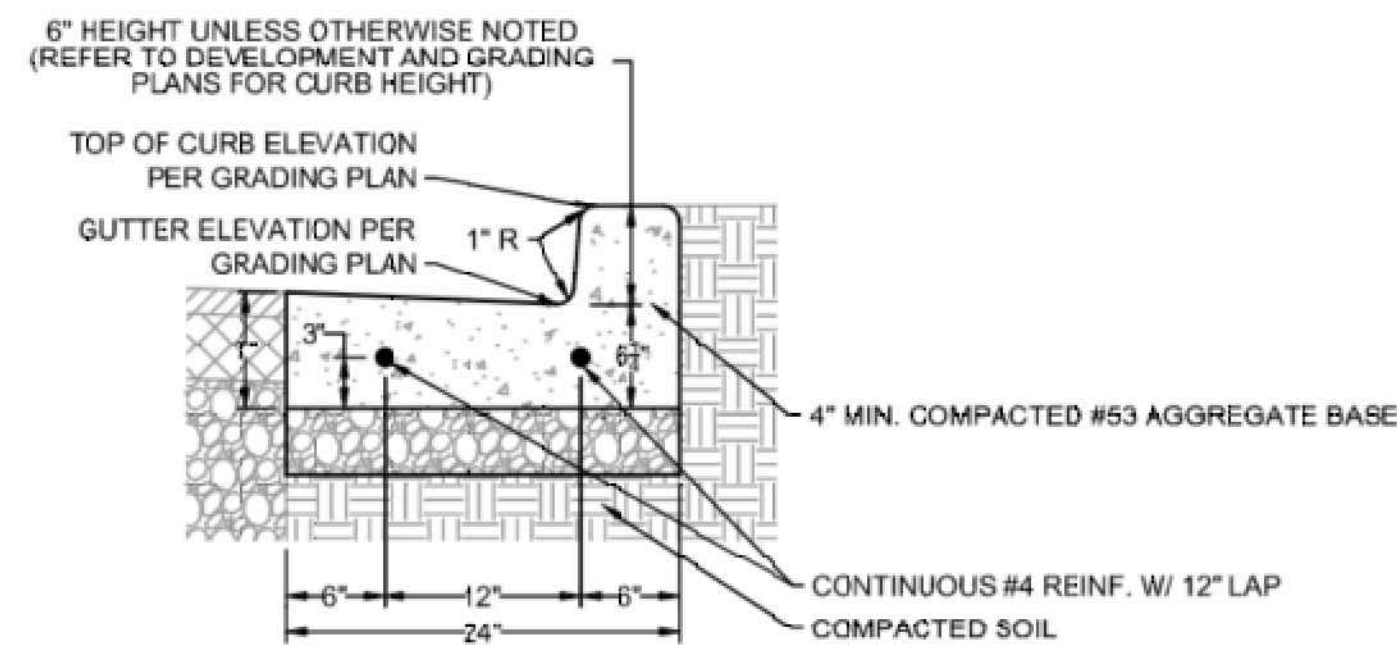 6" HEIGHT UNLESS OTHERWISE NOTED
(REFER TO DEVELOPMENT AND GRADING
PLANS FOR CURB HEIGHT)
TOP OF CURB ELEVATION
PER GRADING PLAN
GUTTER ELEVATION PER
GRADING PLAN
1" R
3"
4" MIN. COMPACTED #53 AGGREGATE BASE
CONTINUOUS #4 REINF. W/ 12" LAP
COMPACTED SOIL
6"
12"
6"
24"